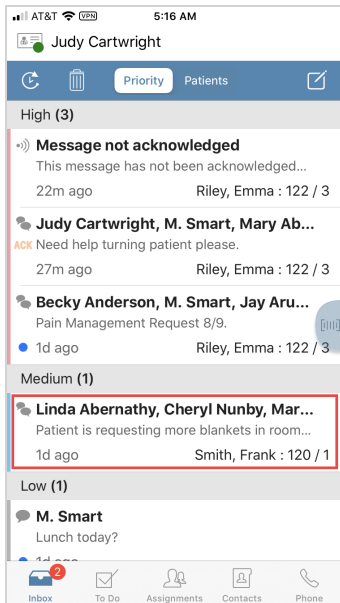 AT&T VPN 5:16 AM
Judy Cartwright
Priority Patients
High (3)
Message not acknowledged
This message has not been acknowledged...
22m ago Riley, Emma : 122 / 3
Judy Cartwright, M. Smart, Mary Ab...
ACK Need help turning patient please.
27m ago Riley, Emma : 122 / 3
Becky Anderson, M. Smart, Jay Aru...
Pain Management Request 8/9.
1d ago Riley, Emma : 122 / 3
Medium (1)
Linda Abernathy, Cheryl Nunby, Mar...
Patient is requesting more blankets in room...
1d ago Smith, Frank : 120 / 1
Low (1)
M. Smart
Lunch today?
1d ago
2
Inbox To Do Assignments Contacts Phone